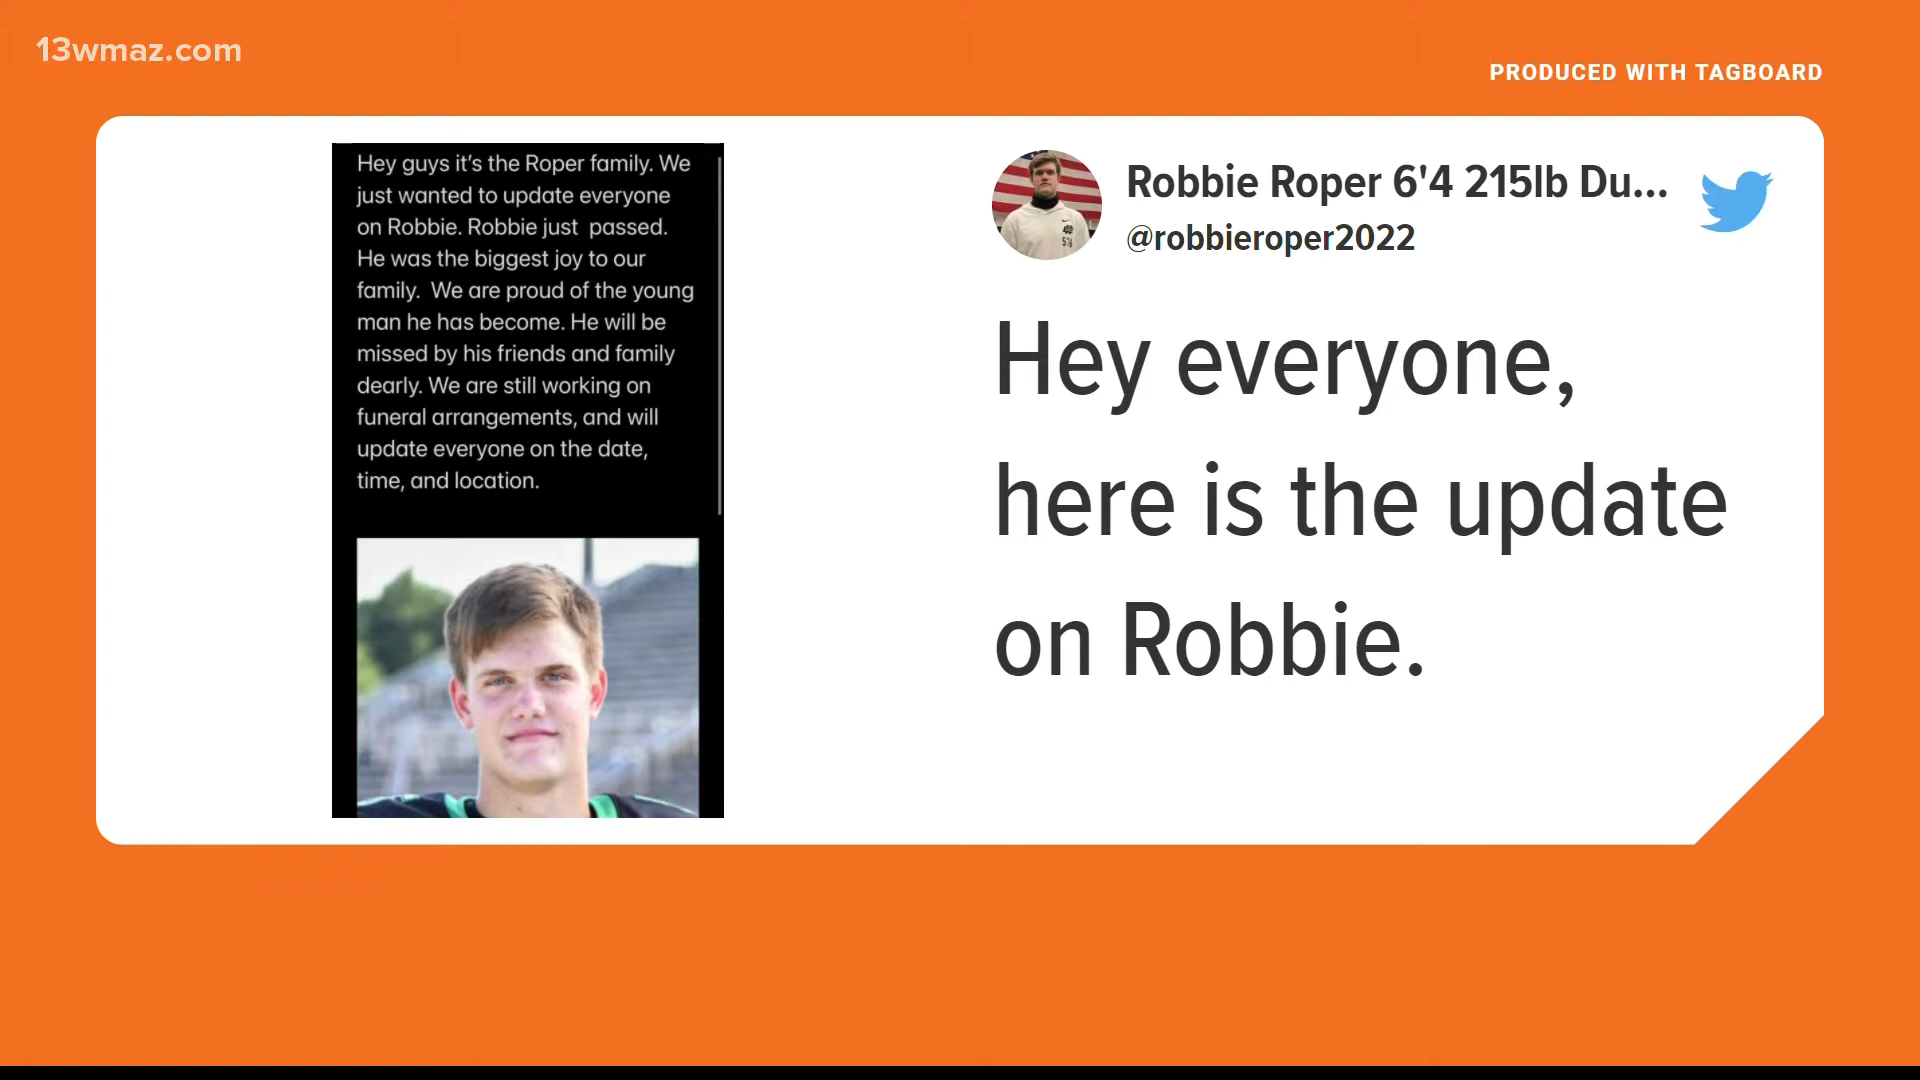 13wmaz.com
PRODUCED WITH TAGBOARD
Hey guys it's the Roper family. We
just wanted to update everyone
on Robbie. Robbie just  passed.
He was the biggest joy to our
family.  We are proud of the young
man he has become. He will be
missed by his friends and family
dearly. We are still working on
funeral arrangements, and will
update everyone on the date,
time, and location.
Robbie Roper 6'4 215lb Du...
@robbieroper2022
Hey everyone,
here is the update
on Robbie.